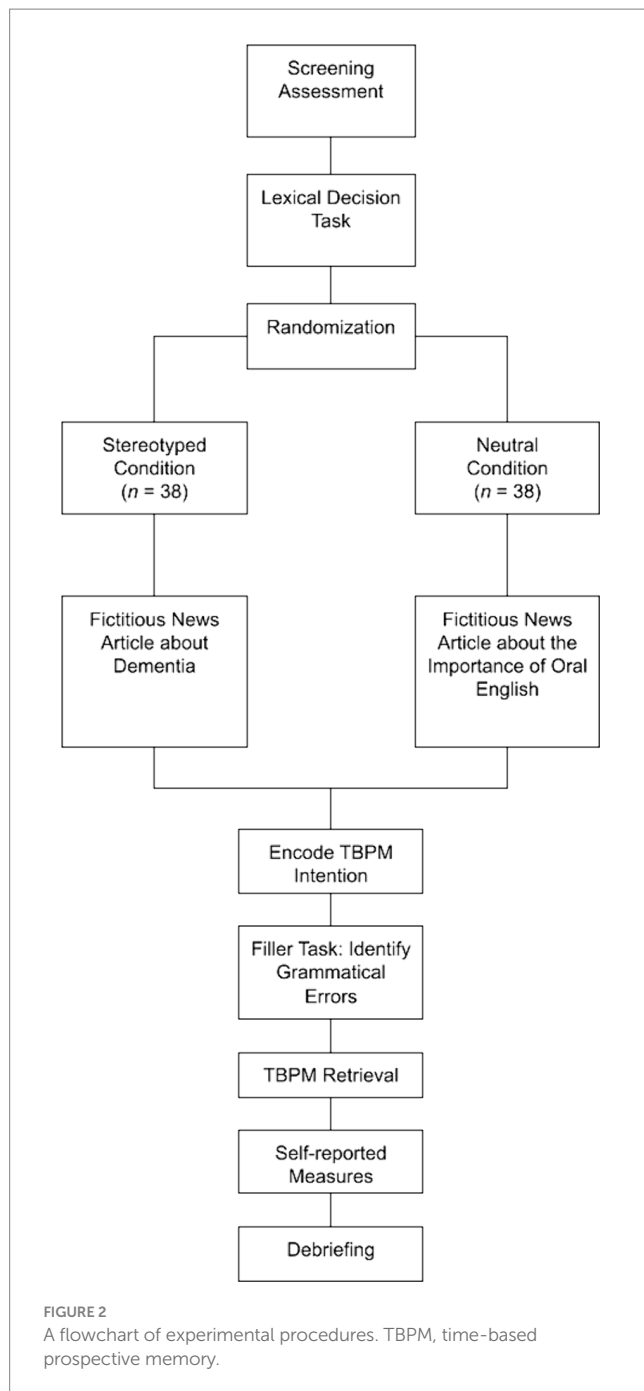 Screening
Assessment
Lexical Decision
Task
Randomization
Stereotyped
Condition
(n = 38)
Neutral
Condition
(n = 38)
Fictitious News
Article about
Dementia
Fictitious News
Article about the
Importance of Oral
English
Encode TBPM
Intention
Filler Task: Identify
Grammatical
Errors
TBPM Retrieval
Self-reported
Measures
Debriefing
FIGURE 2
A flowchart of experimental procedures. TBPM, time-based
prospective memory.